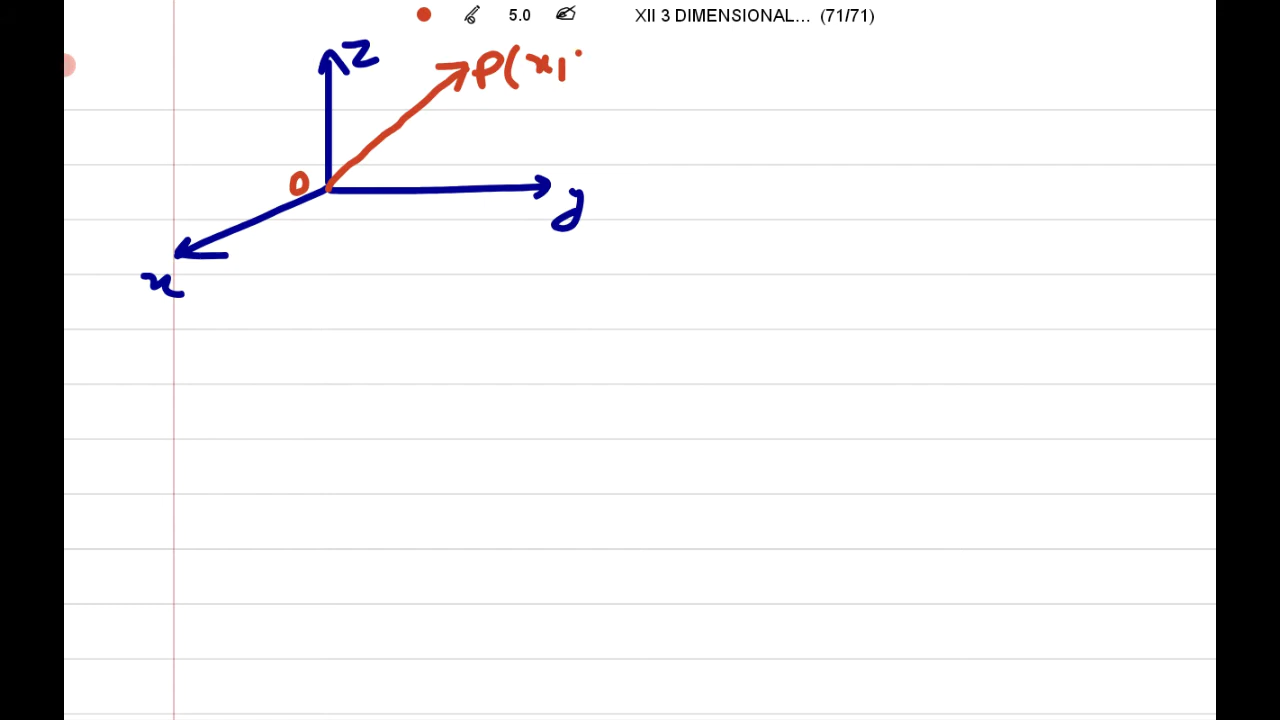 5.0 XII 3 DIMENSIONAL... (71/71)
z
P(x,
O
y
x